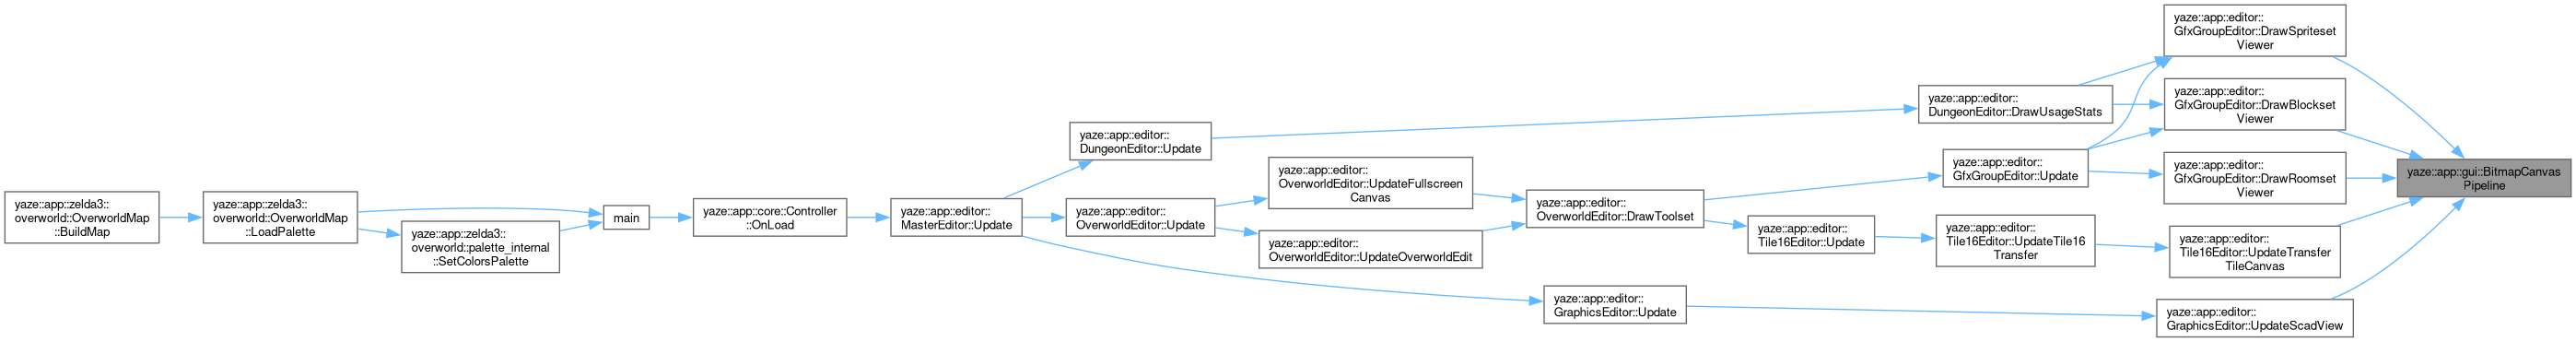 yaze::app::zelda3::
overworld::OverworldMap
::BuildMap
yaze::app::zelda3::
overworld::OverworldMap
::LoadPalette
yaze::app::zelda3::
overworld::palette_internal
::SetColorsPalette
main
yaze::app::core::Controller
::OnLoad
yaze::app::editor::
MasterEditor::Update
yaze::app::editor::
DungeonEditor::Update
yaze::app::editor::
OverworldEditor::Update
yaze::app::editor::
OverworldEditor::UpdateFullscreen
Canvas
yaze::app::editor::
OverworldEditor::UpdateOverworldEdit
yaze::app::editor::
OverworldEditor::DrawToolset
yaze::app::editor::
GraphicsEditor::Update
yaze::app::editor::
Tile16Editor::Update
yaze::app::editor::
DungeonEditor::DrawUsageStats
yaze::app::editor::
GfxGroupEditor::Update
yaze::app::editor::
Tile16Editor::UpdateTile16
Transfer
yaze::app::editor::
GfxGroupEditor::DrawSpriteset
Viewer
yaze::app::editor::
GfxGroupEditor::DrawBlockset
Viewer
yaze::app::editor::
GfxGroupEditor::DrawRoomset
Viewer
yaze::app::editor::
Tile16Editor::UpdateTransfer
TileCanvas
yaze::app::editor::
GraphicsEditor::UpdateScadView
yaze::app::gui::BitmapCanvas
Pipeline